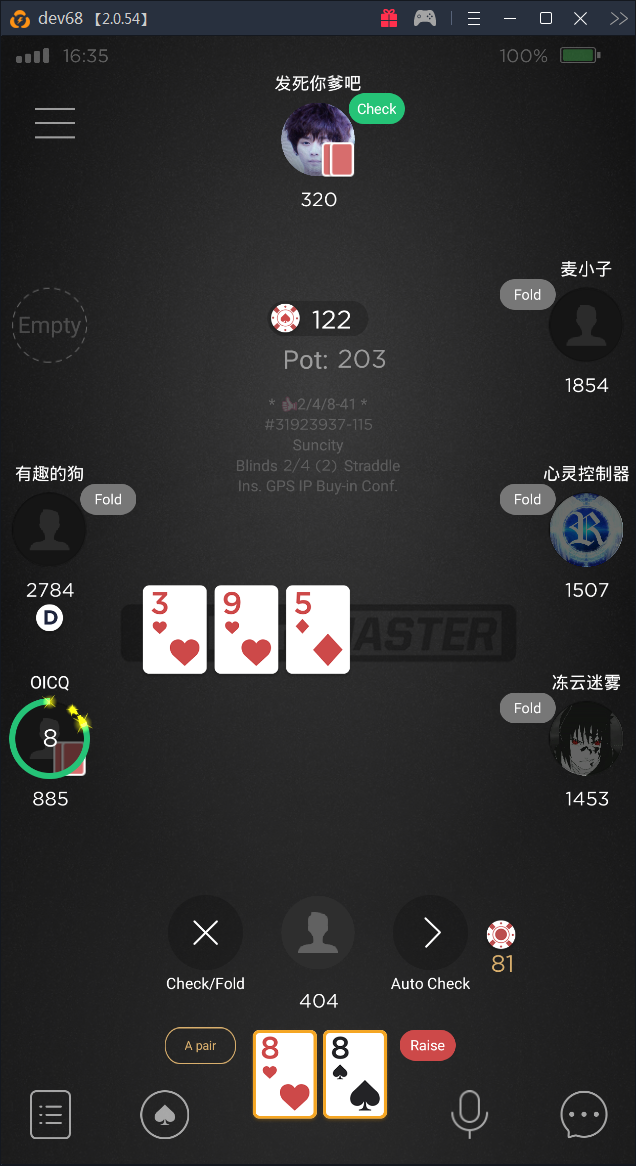 dev68 【2.0.54】
16:35
100%
发死你爹吧
Check
320
麦小子
Fold
Empty
122
1854
Pot: 203
* 2/4/8-41 *
#31923937-115
Suncity
Blinds 2/4 (2) Straddle
Ins. GPS IP Buy-in Conf.
有趣的狗
Fold
心灵控制器
Fold
R
2784
1507
D
3
9
5
ASTER
OICQ
冻云迷雾
Fold
8
885
1453
Check/Fold
Auto Check
81
404
A pair
8
8
Raise